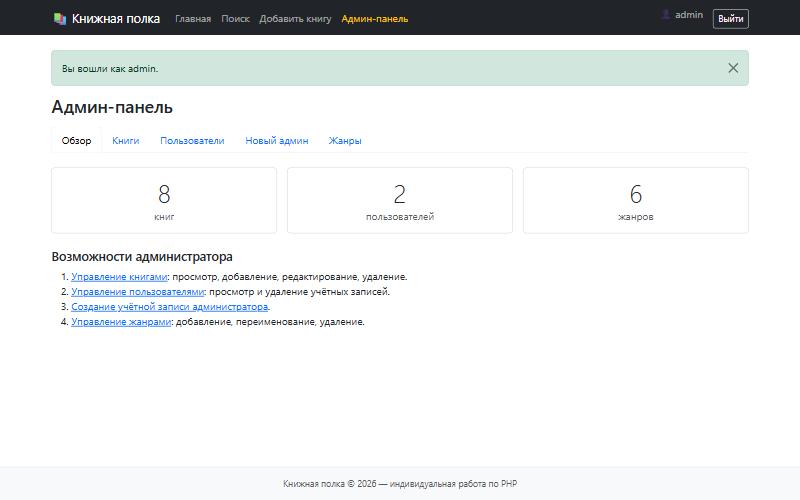 Книжная полка Главная Поиск Добавить книгу Админ-панель admin Выйти
Вы вошли как admin.
Админ-панель
Обзор Книги Пользователи Новый админ Жанры
8 2 6
книг пользователей жанров
Возможности администратора
1. Управление книгами: просмотр, добавление, редактирование, удаление.
2. Управление пользователями: просмотр и удаление учётных записей.
3. Создание учётной записи администратора.
4. Управление жанрами: добавление, переименование, удаление.
Книжная полка © 2026 — индивидуальная работа по PHP